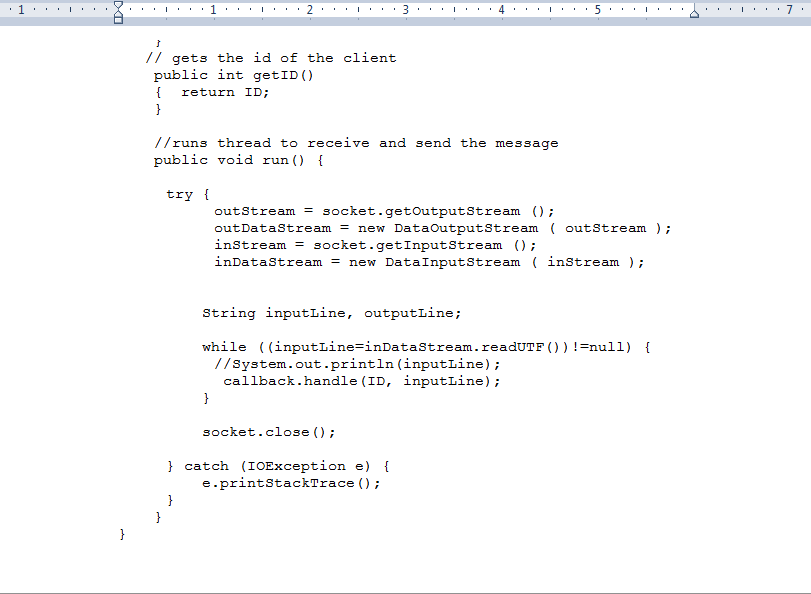 1 1 2 3 4 5 7
}
// gets the id of the client
public int getID()
{  return ID;
}
//runs thread to receive and send the message
public void run() {
try {
outStream = socket.getOutputStream ();
outDataStream = new DataOutputStream ( outStream );
inStream = socket.getInputStream ();
inDataStream = new DataInputStream ( inStream );
String inputLine, outputLine;
while ((inputLine=inDataStream.readUTF())!=null) {
//System.out.println(inputLine);
callback.handle(ID, inputLine);
}
socket.close();
} catch (IOException e) {
e.printStackTrace();
}
}
}